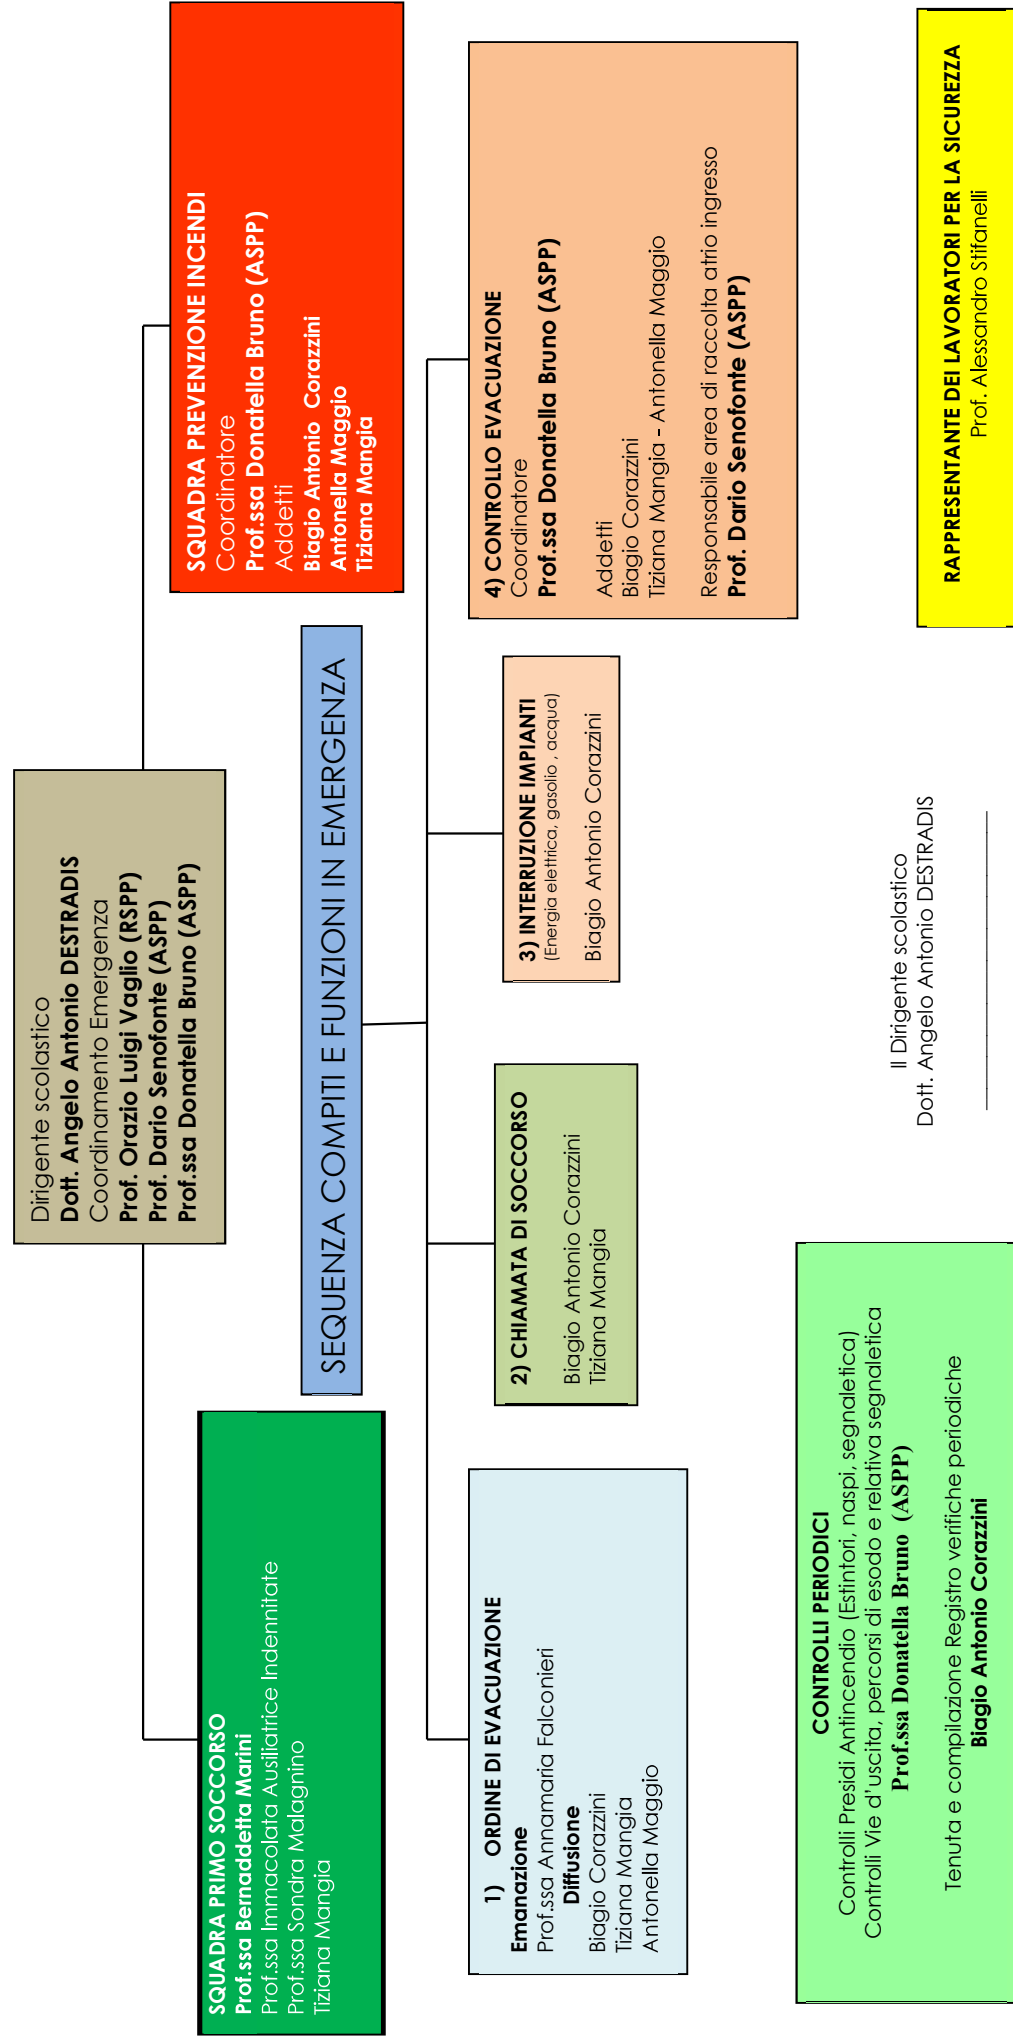 Dirigente scolastico
Dott. Angelo Antonio DESTRADIS
Coordinamento Emergenza
Prof. Orazio Luigi Vaglio (RSPP)
Prof. Dario Senofonte (ASPP)
Prof.ssa Donatella Bruno (ASPP)
SQUADRA PRIMO SOCCORSO
Prof.ssa Bernaddetta Marini
Prof.ssa Immacolata Ausiliatrice Indennitate
Prof.ssa Sondra Malagnino
Tiziana Mangia
SQUADRA PREVENZIONE INCENDI
Coordinatore
Prof.ssa Donatella Bruno (ASPP)
Addetti
Biagio Antonio Corazzini
Antonella Maggio
Tiziana Mangia
SEQUENZA COMPITI E FUNZIONI IN EMERGENZA
1) ORDINE DI EVACUAZIONE
Emanazione
Prof.ssa Annamaria Falconieri
Diffusione
Biagio Corazzini
Tiziana Mangia
Antonella Maggio
2) CHIAMATA DI SOCCORSO
Biagio Antonio Corazzini
Tiziana Mangia
3) INTERRUZIONE IMPIANTI
(Energia elettrica, gasolio , acqua)
Biagio Antonio Corazzini
4) CONTROLLO EVACUAZIONE
Coordinatore
Prof.ssa Donatella Bruno (ASPP)
Addetti
Biagio Corazzini
Tiziana Mangia - Antonella Maggio
Responsabile area di raccolta atrio ingresso
Prof. Dario Senofonte (ASPP)
CONTROLLI PERIODICI
Controlli Presidi Antincendio (Estintori, naspi, segnaletica)
Controlli Vie d'uscita, percorsi di esodo e relativa segnaletica
Prof.ssa Donatella Bruno (ASPP)
Tenuta e compilazione Registro verifiche periodiche
Biagio Antonio Corazzini
Il Dirigente scolastico
Dott. Angelo Antonio DESTRADIS
RAPPRESENTANTE DEI LAVORATORI PER LA SICUREZZA
Prof. Alessandro Stifanelli